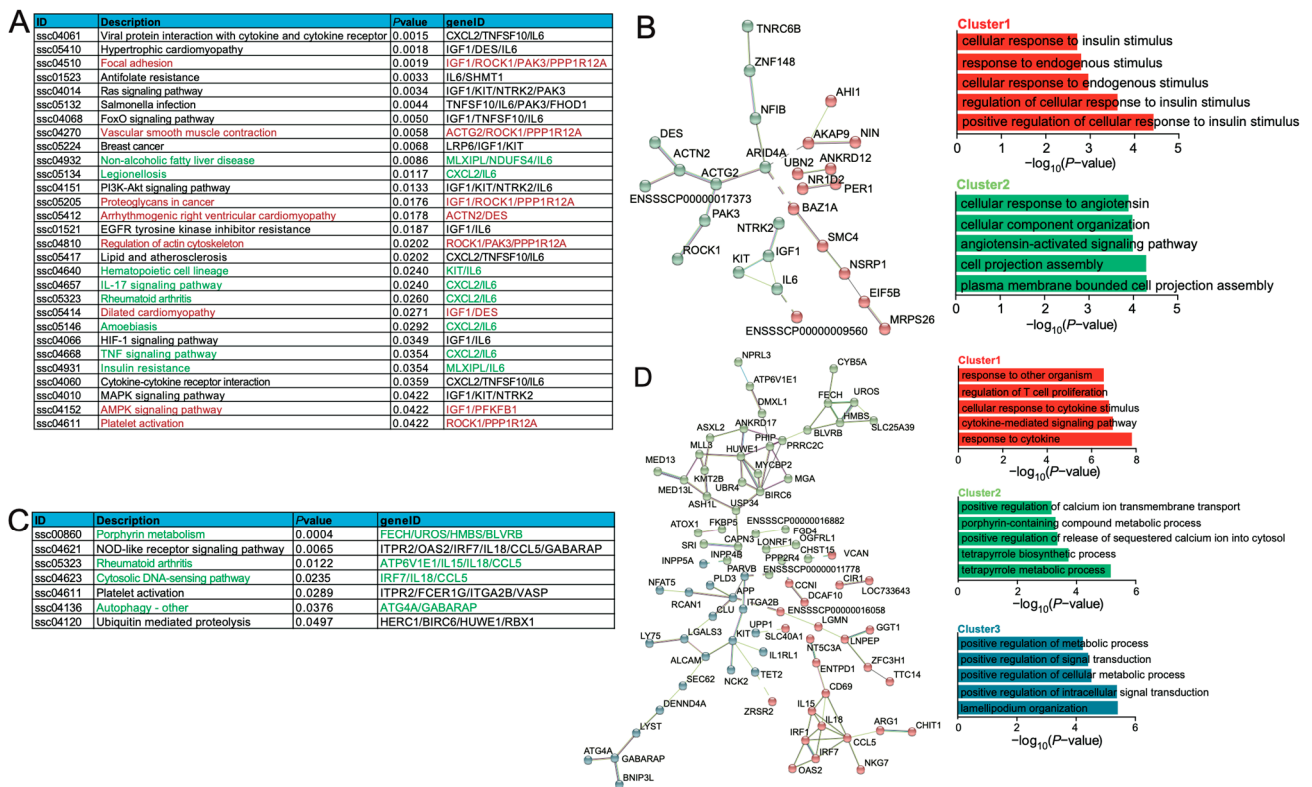 A
ID Description Pvalue geneID
ssc04061 Viral protein interaction with cytokine and cytokine receptor 0.0015 CXCL2/TNFSF10/IL6
ssc05410 Hypertrophic cardiomyopathy 0.0018 IGF1/DES/IL6
ssc04510 Focal adhesion 0.0019 IGF1/ROCK1/PAK3/PPP1R12A
ssc01523 Antifolate resistance 0.0033 IL6/SHMT1
ssc04014 Ras signaling pathway 0.0034 IGF1/KIT/NTRK2/PAK3
ssc05132 Salmonella infection 0.0044 TNFSF10/IL6/PAK3/FHOD1
ssc04068 FoxO signaling pathway 0.0050 IGF1/TNFSF10/IL6
ssc04270 Vascular smooth muscle contraction 0.0058 ACTG2/ROCK1/PPP1R12A
ssc05224 Breast cancer 0.0068 LRP6/IGF1/KIT
ssc04932 Non-alcoholic fatty liver disease 0.0086 MLXIPL/NDUFS4/IL6
ssc05134 Legionellosis 0.0117 CXCL2/IL6
ssc04151 PI3K-Akt signaling pathway 0.0133 IGF1/KIT/NTRK2/IL6
ssc05205 Proteoglycans in cancer 0.0176 IGF1/ROCK1/PPP1R12A
ssc05412 Arrhythmogenic right ventricular cardiomyopathy 0.0178 ACTN2/DES
ssc01521 EGFR tyrosine kinase inhibitor resistance 0.0187 IGF1/IL6
ssc04810 Regulation of actin cytoskeleton 0.0202 ROCK1/PAK3/PPP1R12A
ssc05417 Lipid and atherosclerosis 0.0202 CXCL2/TNFSF10/IL6
ssc04640 Hematopoietic cell lineage 0.0240 KIT/IL6
ssc04657 IL-17 signaling pathway 0.0240 CXCL2/IL6
ssc05323 Rheumatoid arthritis 0.0260 CXCL2/IL6
ssc05414 Dilated cardiomyopathy 0.0271 IGF1/DES
ssc05146 Amoebiasis 0.0292 CXCL2/IL6
ssc04066 HIF-1 signaling pathway 0.0349 IGF1/IL6
ssc04668 TNF signaling pathway 0.0354 CXCL2/IL6
ssc04931 Insulin resistance 0.0354 MLXIPL/IL6
ssc04060 Cytokine-cytokine receptor interaction 0.0359 CXCL2/TNFSF10/IL6
ssc04010 MAPK signaling pathway 0.0422 IGF1/KIT/NTRK2
ssc04152 AMPK signaling pathway 0.0422 IGF1/PFKFB1
ssc04611 Platelet activation 0.0422 ROCK1/PPP1R12A
B
TNRC6B
ZNF148
NFIB
AHI1
DES
AKAP9
NIN
ACTN2
ARID4A
UBN2
ANKRD12
ACTG2
NR1D2
PER1
ENSSSCP00000017373
PAK3
BAZ1A
NTRK2
ROCK1
SMC4
IGF1
KIT
NSRP1
IL6
EIF5B
MRPS26
ENSSSCP00000009560
Cluster1
cellular response to insulin stimulus
response to endogenous stimulus
cellular response to endogenous stimulus
regulation of cellular response to insulin stimulus
positive regulation of cellular response to insulin stimulus
0 1 2 3 4 5
−log10(P−value)
Cluster2
cellular response to angiotensin
cellular component organization
angiotensin-activated signaling pathway
cell projection assembly
plasma membrane bounded cell projection assembly
0 1 2 3 4 5
−log10(P−value)
C
ID Description Pvalue geneID
ssc00860 Porphyrin metabolism 0.0004 FECH/UROS/HMBS/BLVRB
ssc04621 NOD-like receptor signaling pathway 0.0065 ITPR2/OAS2/IRF7/IL18/CCL5/GABARAP
ssc05323 Rheumatoid arthritis 0.0122 ATP6V1E1/IL15/IL18/CCL5
ssc04623 Cytosolic DNA-sensing pathway 0.0235 IRF7/IL18/CCL5
ssc04611 Platelet activation 0.0289 ITPR2/FCER1G/ITGA2B/VASP
ssc04136 Autophagy - other 0.0376 ATG4A/GABARAP
ssc04120 Ubiquitin mediated proteolysis 0.0497 HERC1/BIRC6/HUWE1/RBX1
D
NPRL3
CYB5A
ATP6V1E1
FECH
UROS
DMXL1
HMBS
SLC25A39
ASXL2
ANKRD17
BLVRB
MLL3
PHIP
PRRC2C
HUWE1
MED13
MYCBP2
KMT2B
MGA
MED13L
UBR4
BIRC6
ASH1L
USP34
ATOX1
FKBP5
ENSSSCP00000016882
FGD4
SRI
CAPN3
LONRF1
OGFRL1
INPP4B
CHST15
VCAN
INPP5A
PPP2R4
PARVB
ENSSSCP00000011778
PLD3
CIR1
NFAT5
APP
CCNI
LOC733643
RCAN1
DCAF10
ITGA2B
ENSSSCP00000016058
CLU
LGMN
UPP1
GGT1
LY75
LGALS3
KIT
SLC40A1
LNPEP
NT5C3A
ALCAM
IL1RL1
ZFC3H1
ENTPD1
NCK2
TET2
TTC14
SEC62
CD69
DENND4A
ZRSR2
IL15
IL18
ARG1
CHIT1
LYST
IRF1
CCL5
ATG4A
IRF7
GABARAP
OAS2
NKG7
BNIP3L
Cluster1
response to other organism
regulation of T cell proliferation
cellular response to cytokine stimulus
cytokine-mediated signaling pathway
response to cytokine
0 2 4 6 8
−log10(P−value)
Cluster2
positive regulation of calcium ion transmembrane transport
porphyrin-containing compound metabolic process
positive regulation of release of sequestered calcium ion into cytosol
tetrapyrrole biosynthetic process
tetrapyrrole metabolic process
0 2 4 6
−log10(P−value)
Cluster3
positive regulation of metabolic process
positive regulation of signal transduction
positive regulation of cellular metabolic process
positive regulation of intracellular signal transduction
lamellipodium organization
0 2 4 6
−log10(P−value)